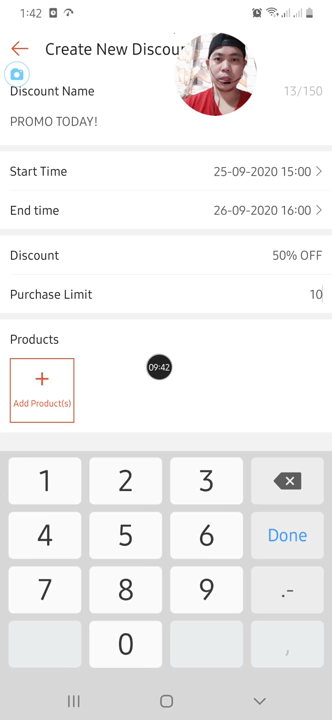 1:42
Create New Discou
Discount Name 13/150
PROMO TODAY!
Start Time 25-09-2020 15:00 >
End time 26-09-2020 16:00 >
Discount 50% OFF
Purchase Limit 10
Products
09:42
+
Add Product(s)
1 2 3
4 5 6 Done
7 8 9 .-
0 ,